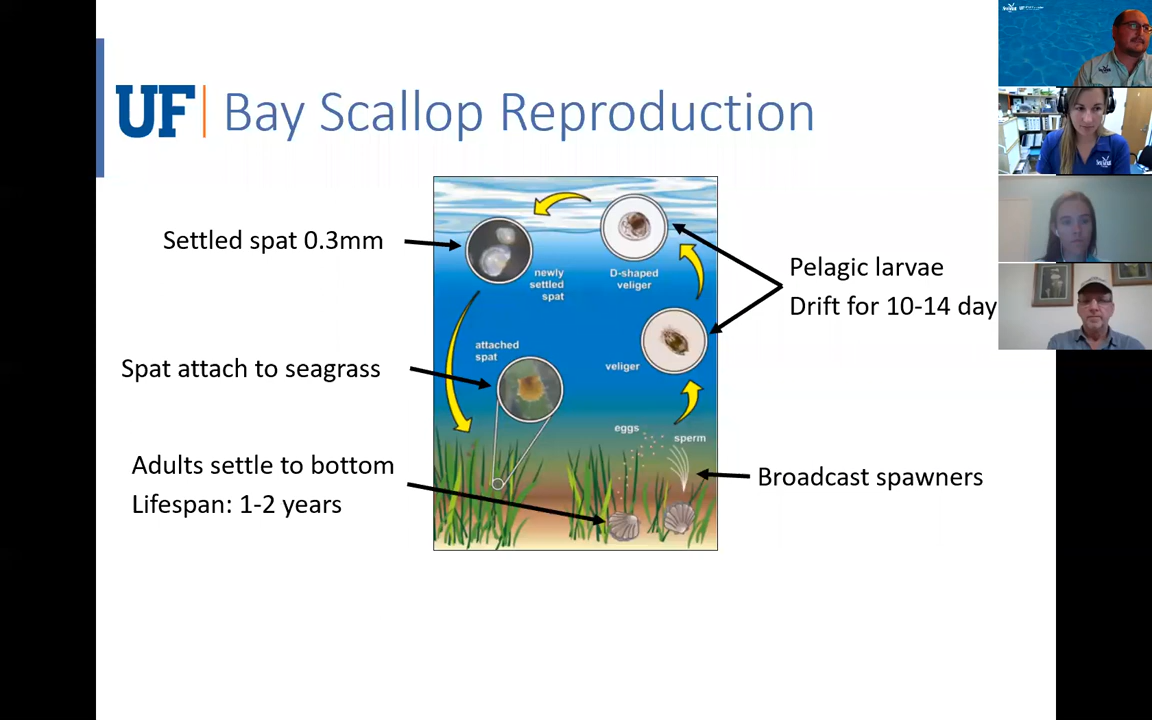 UF Bay Scallop Reproduction
Settled spat 0.3mm
newly
settled
spat
D-shaped
veliger
Pelagic larvae
Drift for 10-14 day
attached
spat
veliger
Spat attach to seagrass
eggs
sperm
Adults settle to bottom
Lifespan: 1-2 years
Broadcast spawners